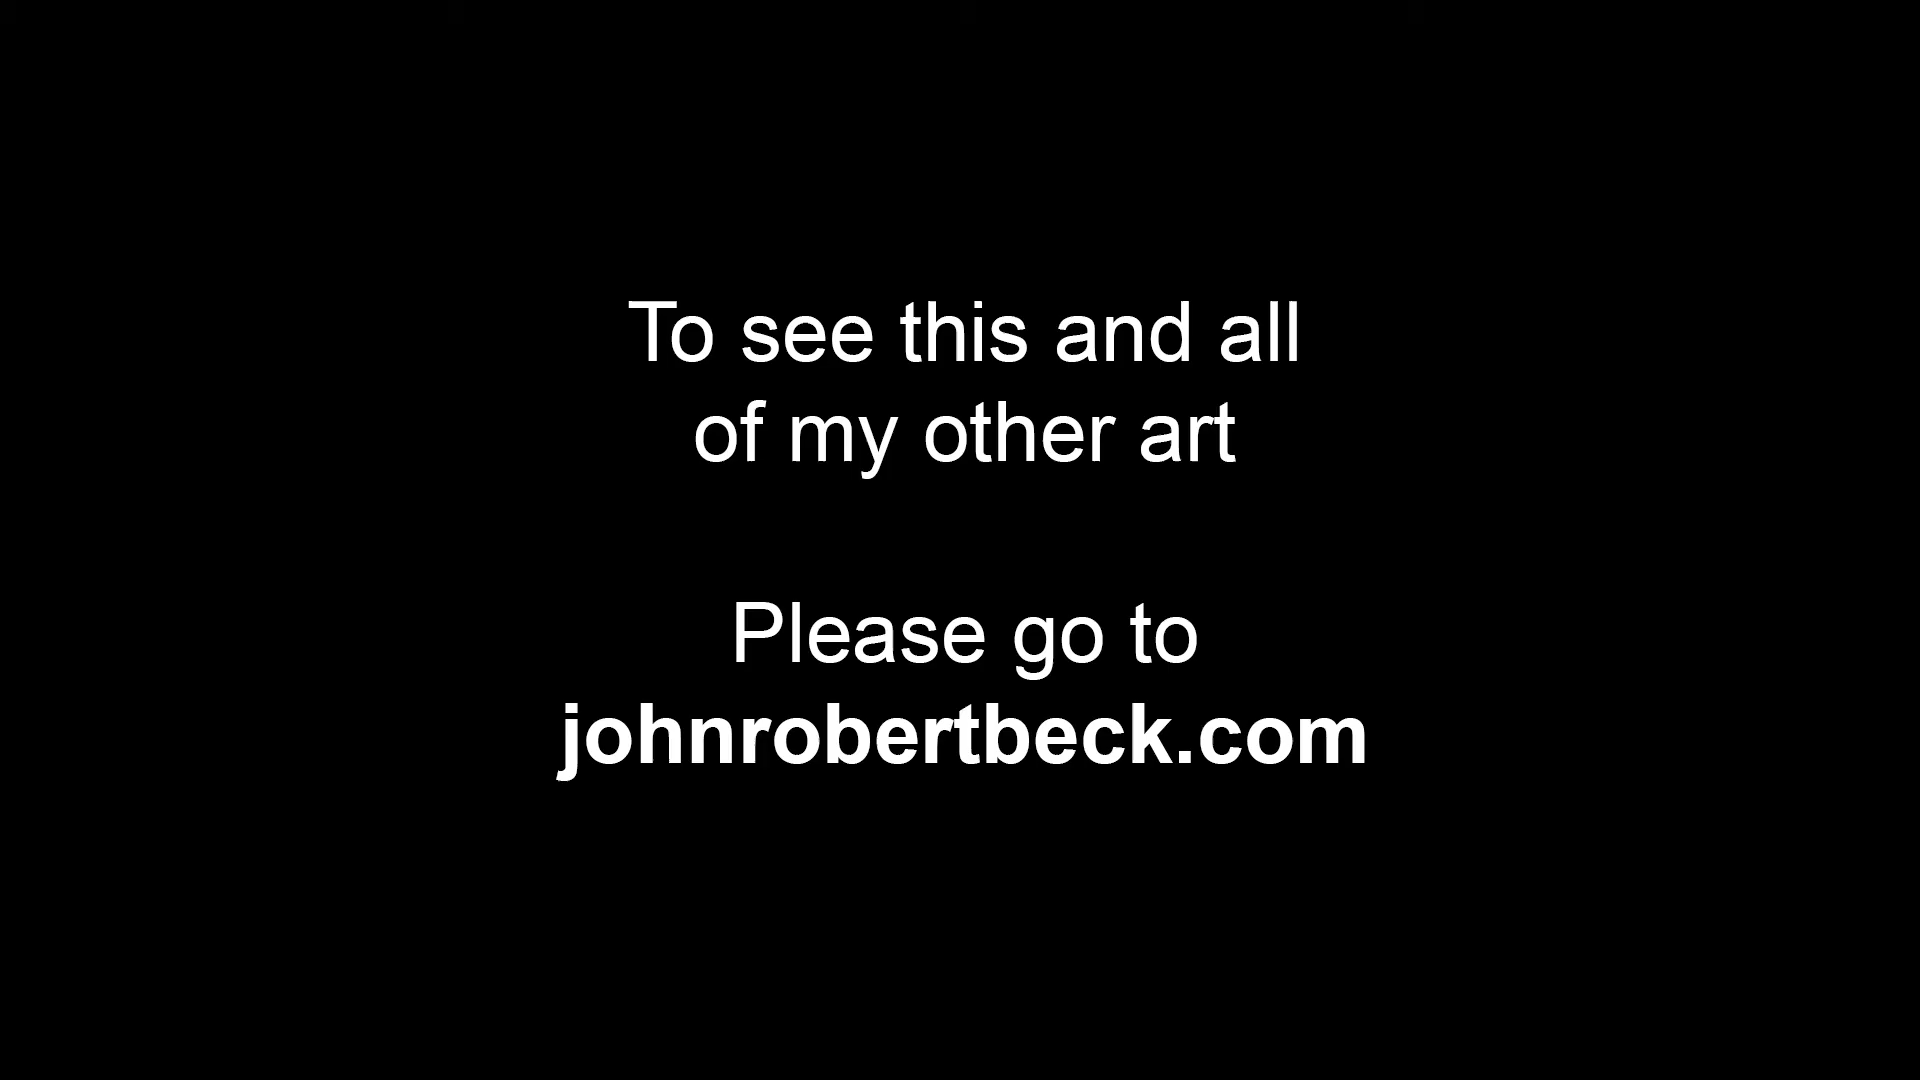 To see this and all
of my other art
Please go to
johnrobertbeck.com